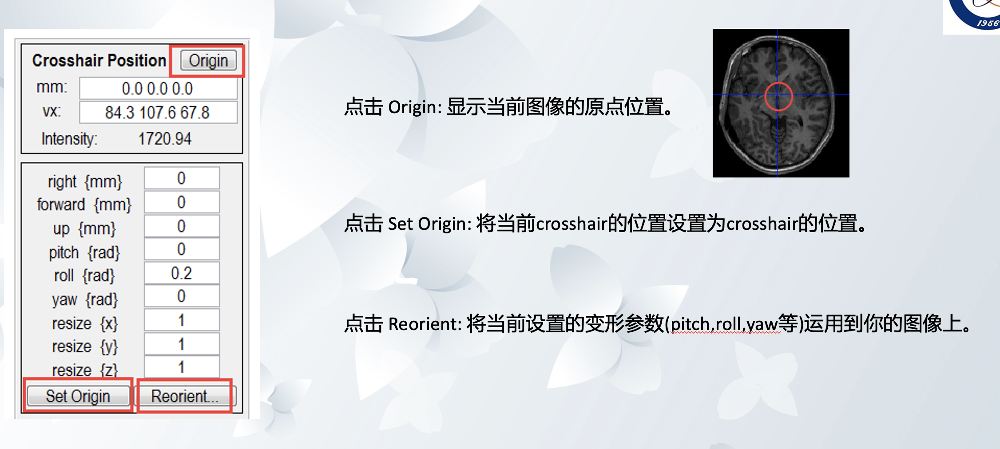 1956
Crosshair Position Origin
mm: 0.0 0.0 0.0
vx: 84.3 107.6 67.8
Intensity: 1720.94
right {mm} 0
forward {mm} 0
up {mm} 0
pitch {rad} 0
roll {rad} 0.2
yaw {rad} 0
resize {x} 1
resize {y} 1
resize {z} 1
Set Origin Reorient...
点击 Origin: 显示当前图像的原点位置。
点击 Set Origin: 将当前crosshair的位置设置为crosshair的位置。
点击 Reorient: 将当前设置的变形参数(pitch,roll,yaw等)运用到你的图像上。